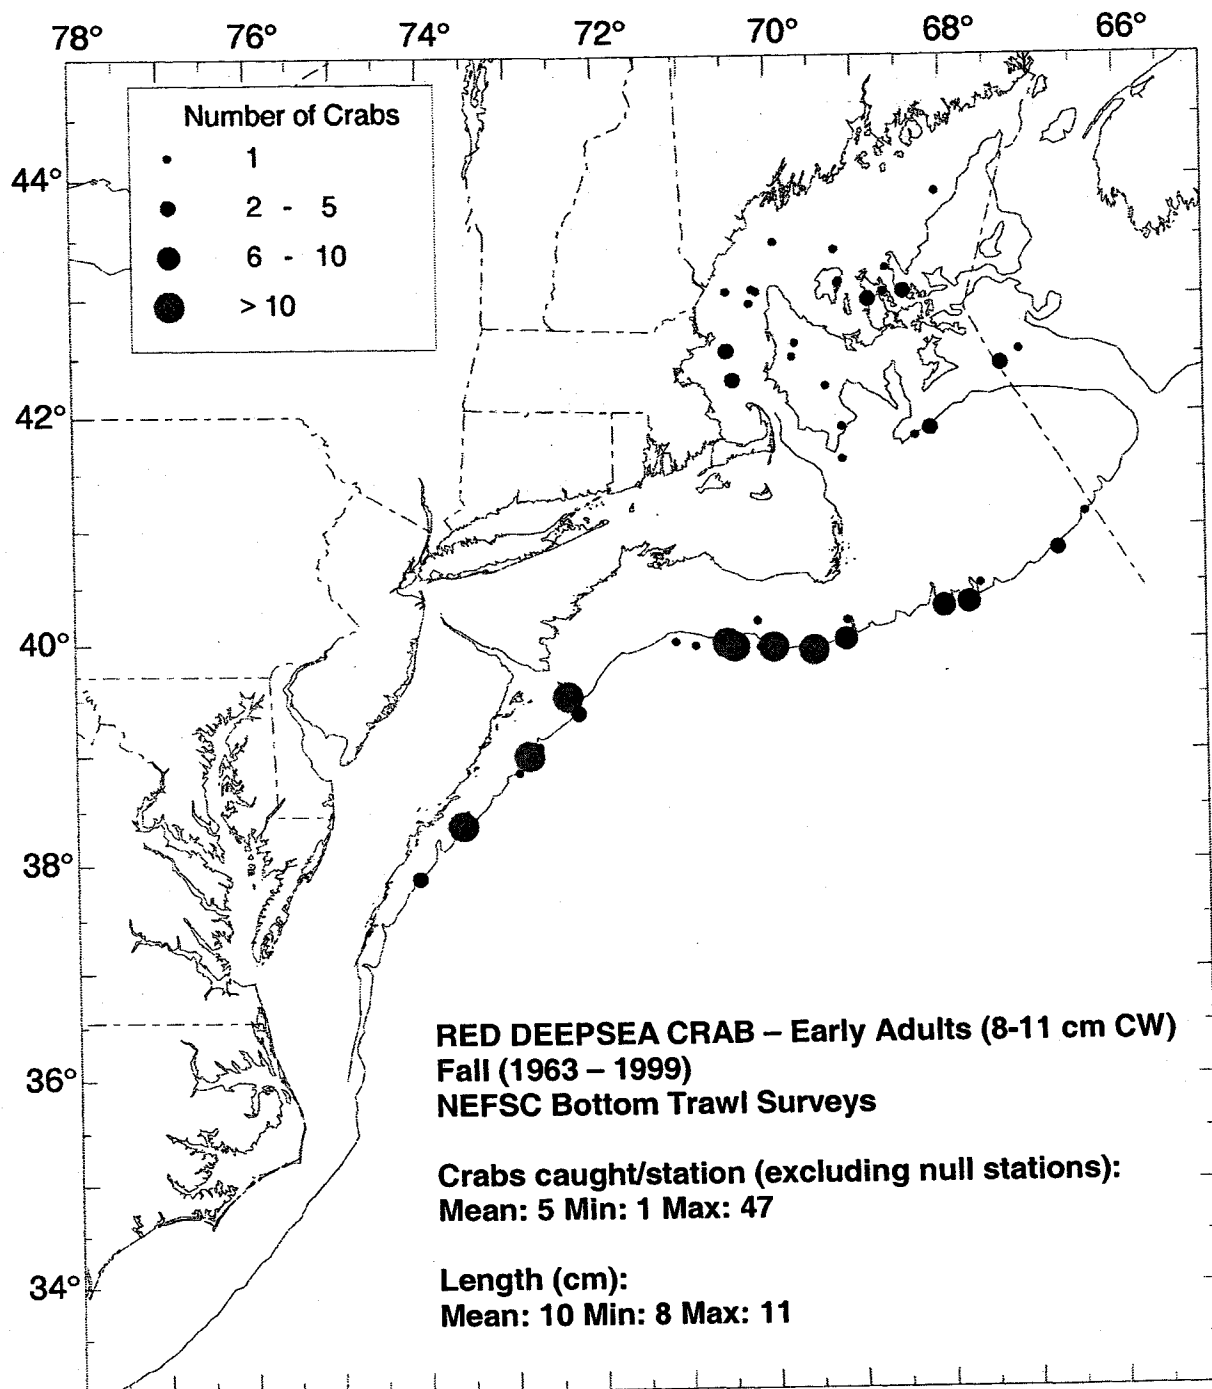 78° 76° 74° 72° 70° 68° 66°
Number of Crabs
1
2 - 5
6 - 10
> 10
44°
42°
40°
38°
36°
34°
RED DEEPSEA CRAB – Early Adults (8-11 cm CW)
Fall (1963 – 1999)
NEFSC Bottom Trawl Surveys
Crabs caught/station (excluding null stations):
Mean: 5 Min: 1 Max: 47
Length (cm):
Mean: 10 Min: 8 Max: 11